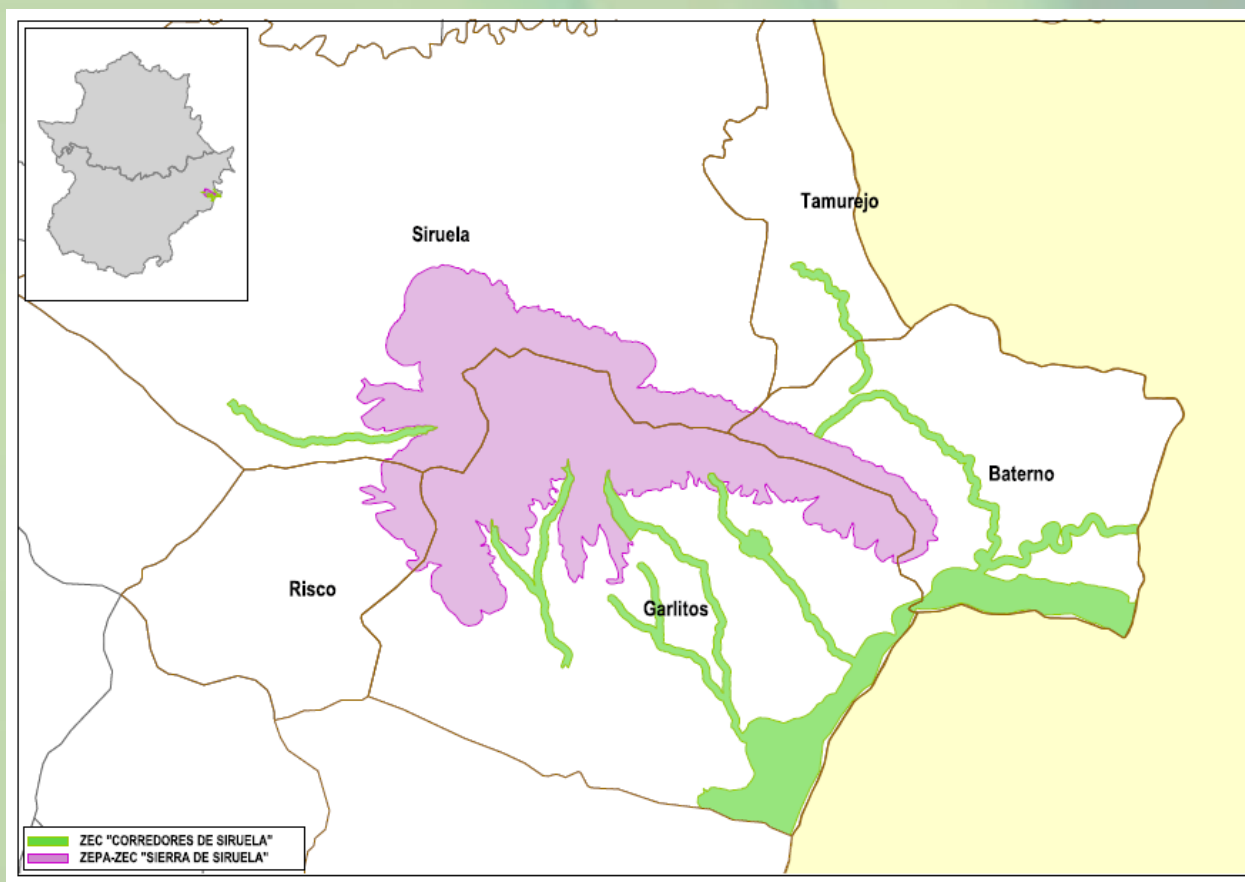 Tamurejo
Siruela
Baterno
Risco
Garlitos
ZEC "CORREDORES DE SIRUELA"
ZEPA-ZEC "SIERRA DE SIRUELA"